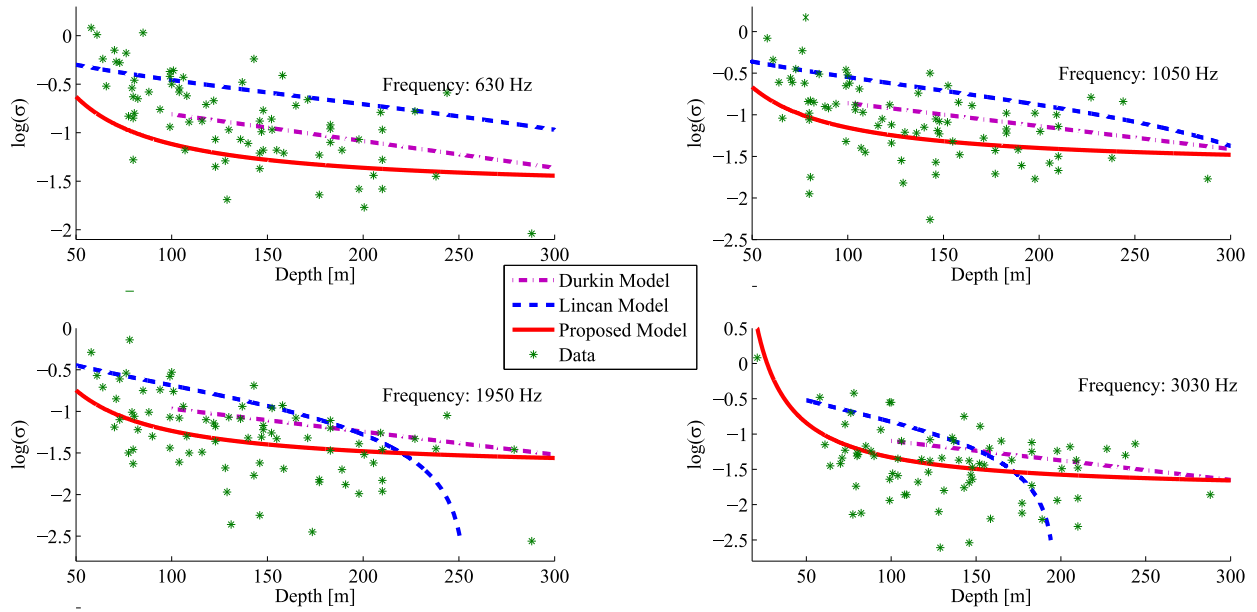 0
−0.5
−1
−1.5
−2
log(σ)
Frequency: 630 Hz
50 100 150 200 250 300
Depth [m]
0
−0.5
−1
−1.5
−2
−2.5
log(σ)
Frequency: 1050 Hz
50 100 150 200 250 300
Depth [m]
Durkin Model
Lincan Model
Proposed Model
Data
0
−0.5
−1
−1.5
−2
−2.5
log(σ)
Frequency: 1950 Hz
50 100 150 200 250 300
Depth [m]
0.5
0
−0.5
−1
−1.5
−2
−2.5
log(σ)
Frequency: 3030 Hz
50 100 150 200 250 300
Depth [m]